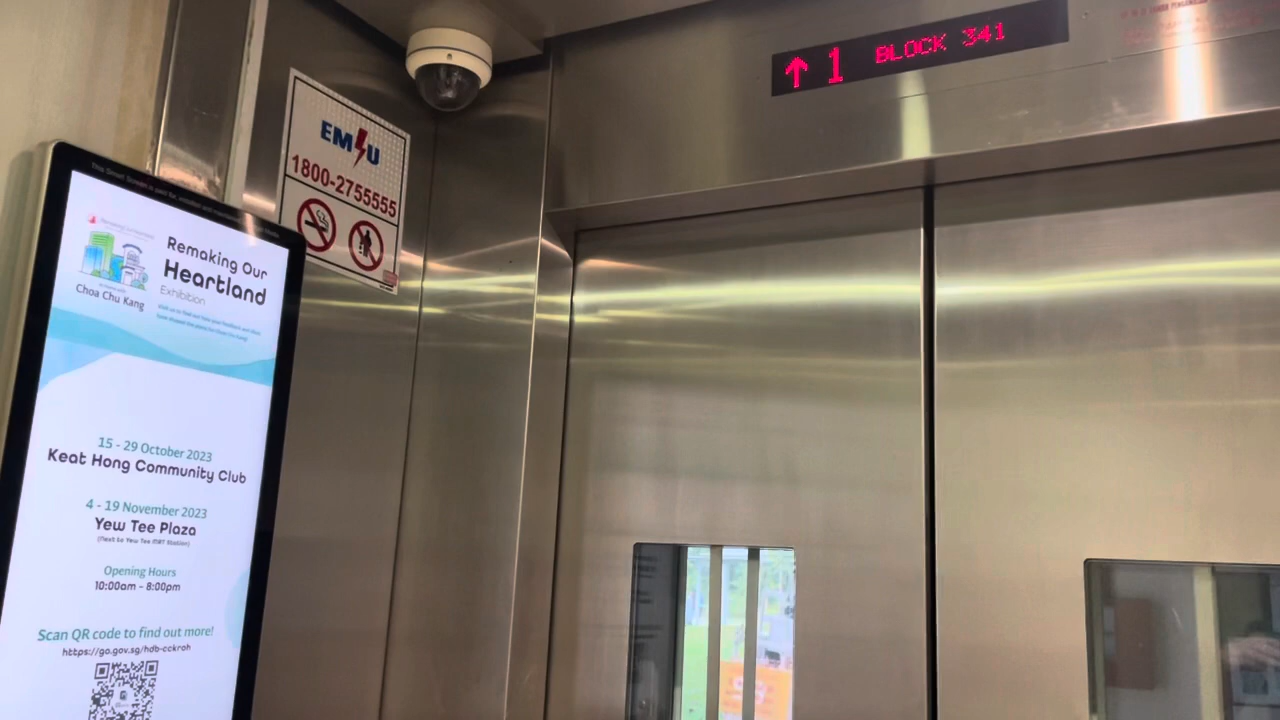 ↑ 1 BLOCK 341
EMSU
1800-2755555
Remaking Our
Heartland
Exhibition
Choa Chu Kang
15 - 29 October 2023
Keat Hong Community Club
4 - 19 November 2023
Yew Tee Plaza
(Next to Yew Tee MRT Station)
Opening Hours
10:00am - 8:00pm
Scan QR code to find out more!
https://go.gov.sg/hdb-cckroh